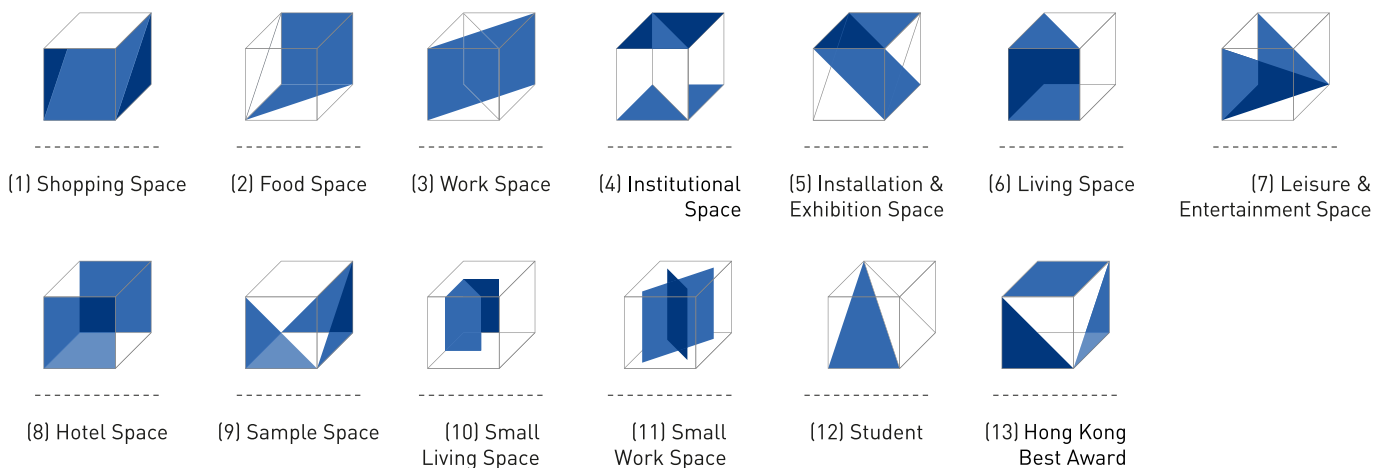 (1) Shopping Space
(2) Food Space
(3) Work Space
(4) Institutional
Space
(5) Installation &
Exhibition Space
(6) Living Space
(7) Leisure &
Entertainment Space
(8) Hotel Space
(9) Sample Space
(10) Small
Living Space
(11) Small
Work Space
(12) Student
(13) Hong Kong
Best Award